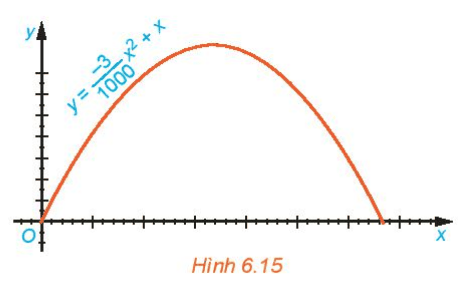 y
y = -3/1000 x² + x
O
x
Hình 6.15